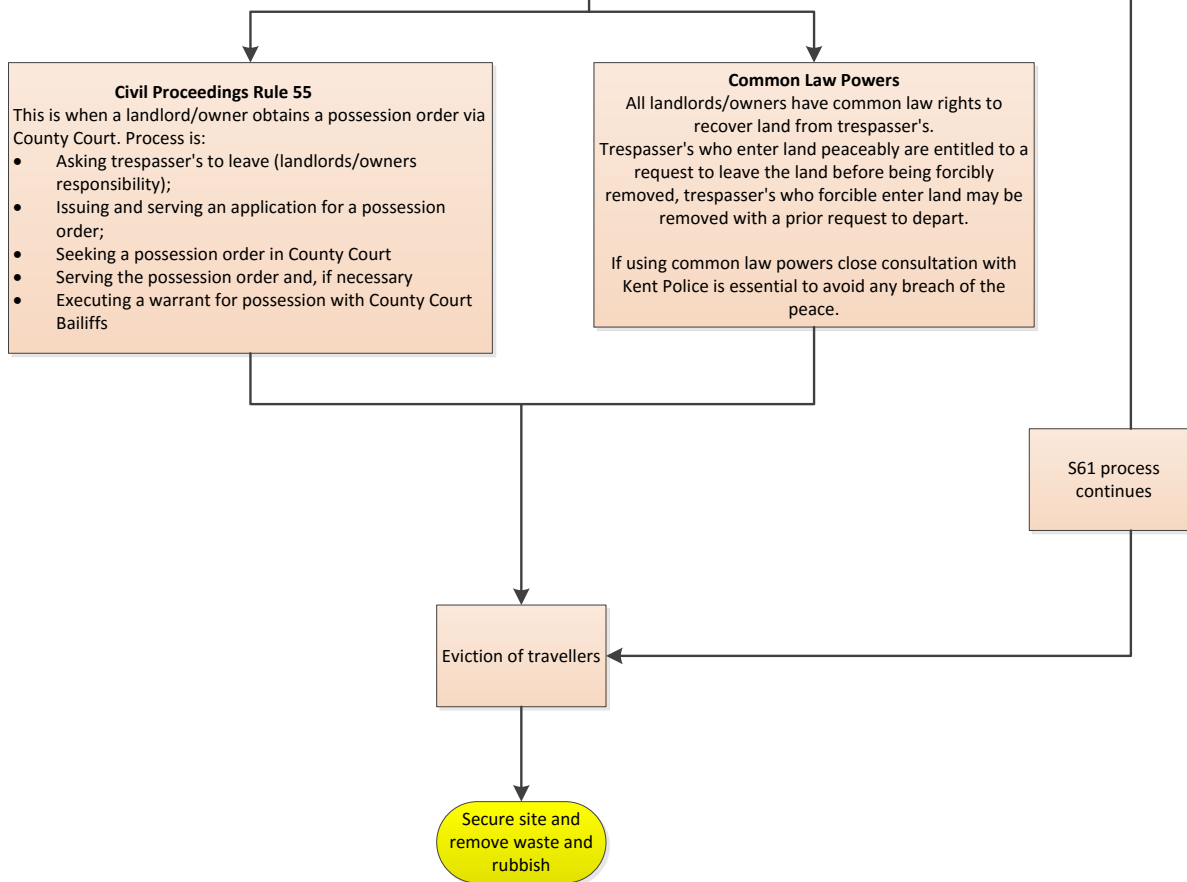 Civil Proceedings Rule 55
This is when a landlord/owner obtains a possession order via
County Court. Process is:
• Asking trespasser's to leave (landlords/owners
responsibility);
• Issuing and serving an application for a possession
order;
• Seeking a possession order in County Court
• Serving the possession order and, if necessary
• Executing a warrant for possession with County Court
Bailiffs
Common Law Powers
All landlords/owners have common law rights to
recover land from trespasser's.
Trespasser's who enter land peaceably are entitled to a
request to leave the land before being forcibly
removed, trespasser's who forcible enter land may be
removed with a prior request to depart.
If using common law powers close consultation with
Kent Police is essential to avoid any breach of the
peace.
S61 process
continues
Eviction of travellers
Secure site and
remove waste and
rubbish